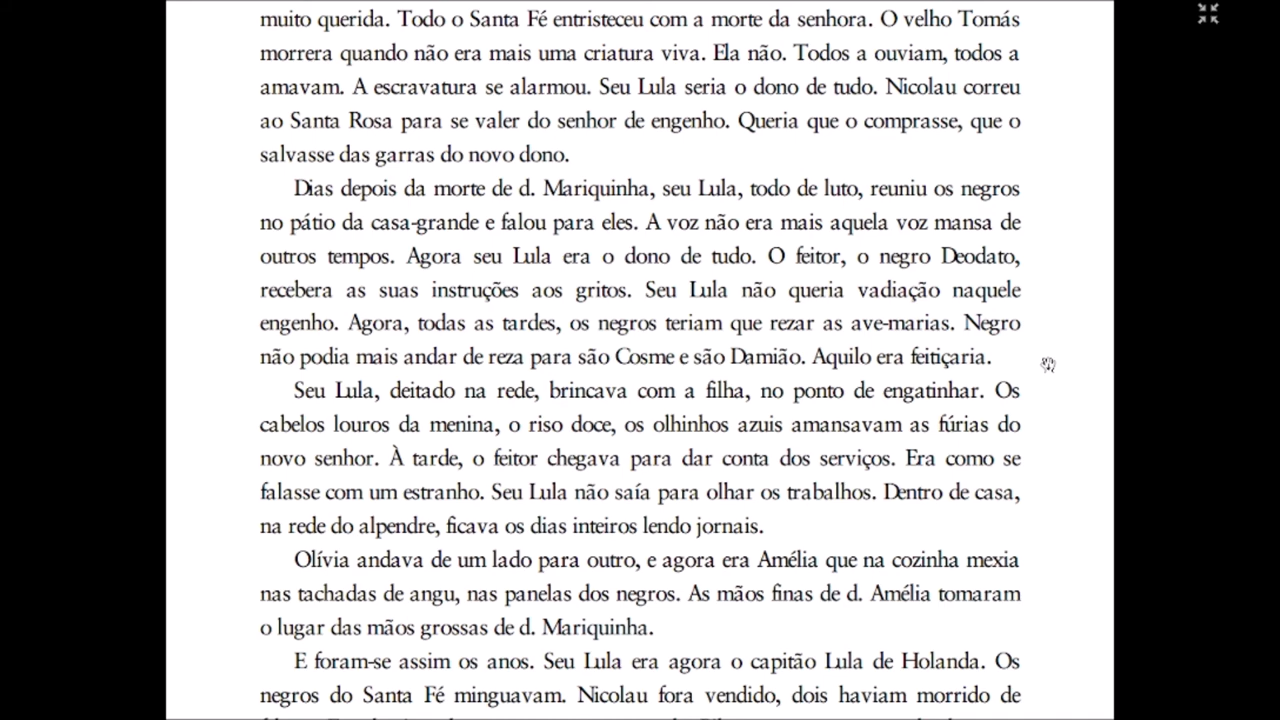 muito querida. Todo o Santa Fé entristeceu com a morte da senhora. O velho Tomás
morrera quando não era mais uma criatura viva. Ela não. Todos a ouviam, todos a
amavam. A escravatura se alarmou. Seu Lula seria o dono de tudo. Nicolau correu
ao Santa Rosa para se valer do senhor de engenho. Queria que o comprasse, que o
salvasse das garras do novo dono.
Dias depois da morte de d. Mariquinha, seu Lula, todo de luto, reuniu os negros
no pátio da casa-grande e falou para eles. A voz não era mais aquela voz mansa de
outros tempos. Agora seu Lula era o dono de tudo. O feitor, o negro Deodato,
recebera as suas instruções aos gritos. Seu Lula não queria vadiação naquele
engenho. Agora, todas as tardes, os negros teriam que rezar as ave-marias. Negro
não podia mais andar de reza para são Cosme e são Damião. Aquilo era feitiçaria.
Seu Lula, deitado na rede, brincava com a filha, no ponto de engatinhar. Os
cabelos louros da menina, o riso doce, os olhinhos azuis amansavam as fúrias do
novo senhor. À tarde, o feitor chegava para dar conta dos serviços. Era como se
falasse com um estranho. Seu Lula não saía para olhar os trabalhos. Dentro de casa,
na rede do alpendre, ficava os dias inteiros lendo jornais.
Olívia andava de um lado para outro, e agora era Amélia que na cozinha mexia
nas tachadas de angu, nas panelas dos negros. As mãos finas de d. Amélia tomaram
o lugar das mãos grossas de d. Mariquinha.
E foram-se assim os anos. Seu Lula era agora o capitão Lula de Holanda. Os
negros do Santa Fé minguavam. Nicolau fora vendido, dois haviam morrido de